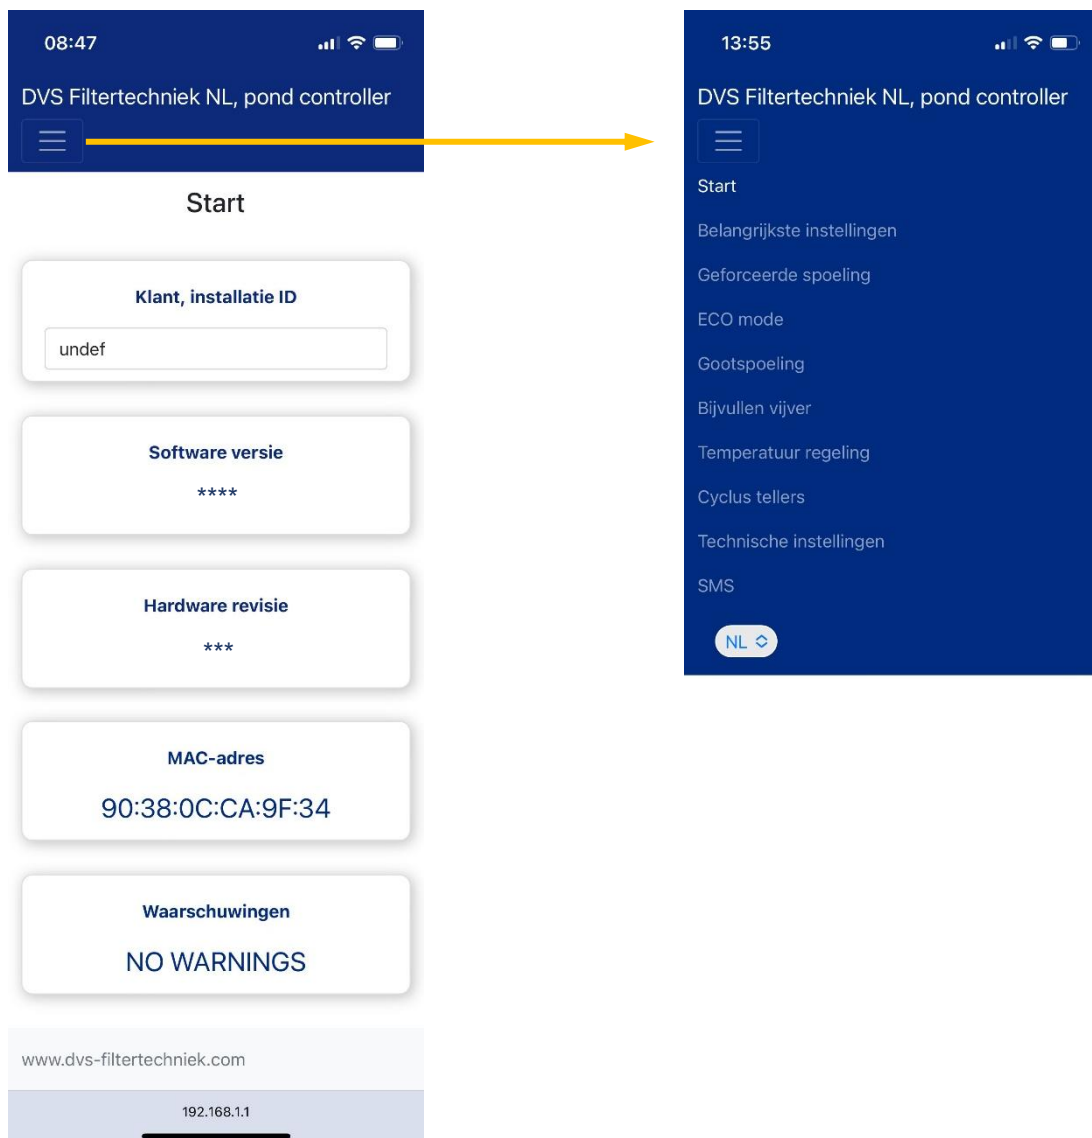 08:47
DVS Filtertechniek NL, pond controller
Start
Klant, installatie ID
undef
Software versie
****
Hardware revisie
***
MAC-adres
90:38:0C:CA:9F:34
Waarschuwingen
NO WARNINGS
www.dvs-filtertechniek.com
192.168.1.1
13:55
DVS Filtertechniek NL, pond controller
Start
Belangrijkste instellingen
Geforceerde spoeling
ECO mode
Gootspoeling
Bijvullen vijver
Temperatuur regeling
Cyclus tellers
Technische instellingen
SMS
NL